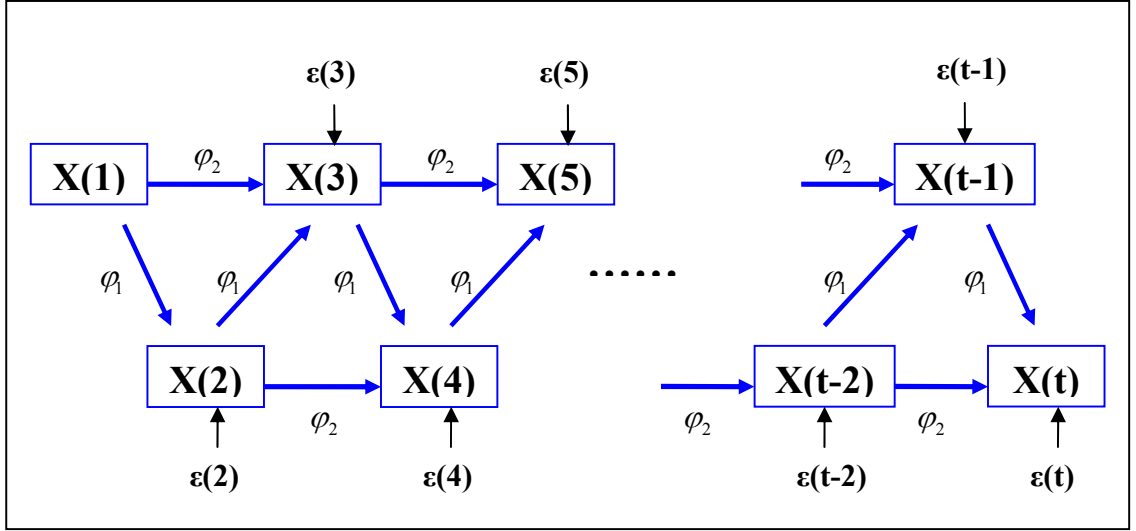 ε(3) ε(5) ε(t-1)
φ₂ φ₂ φ₂
X(1) X(3) X(5) X(t-1)
φ₁ φ₁ φ₁ φ₁ ...... φ₁ φ₁
X(2) X(4) X(t-2) X(t)
φ₂ φ₂ φ₂
ε(2) ε(4) ε(t-2) ε(t)